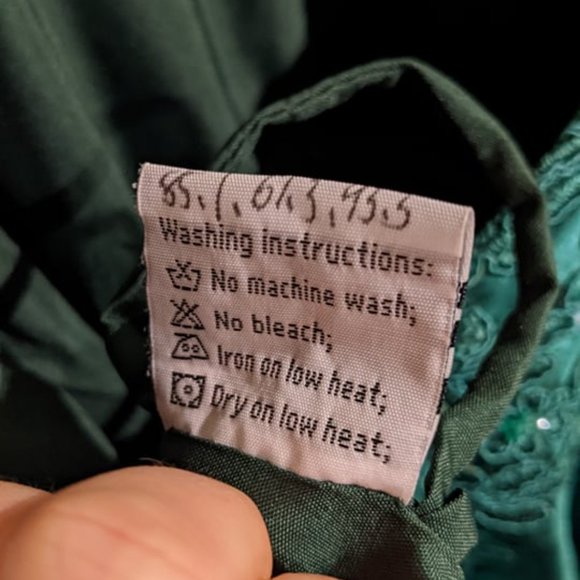 Washing instructions:
No machine wash;
No bleach;
Iron on low heat;
Dry on low heat;